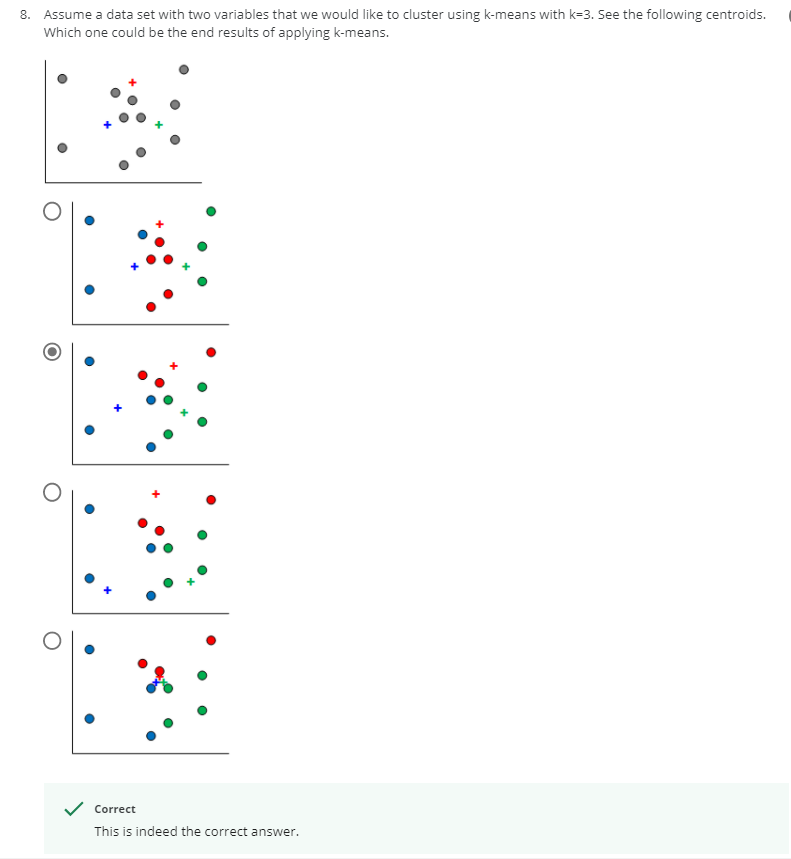 8. Assume a data set with two variables that we would like to cluster using k-means with k=3. See the following centroids.
Which one could be the end results of applying k-means.
Correct
This is indeed the correct answer.